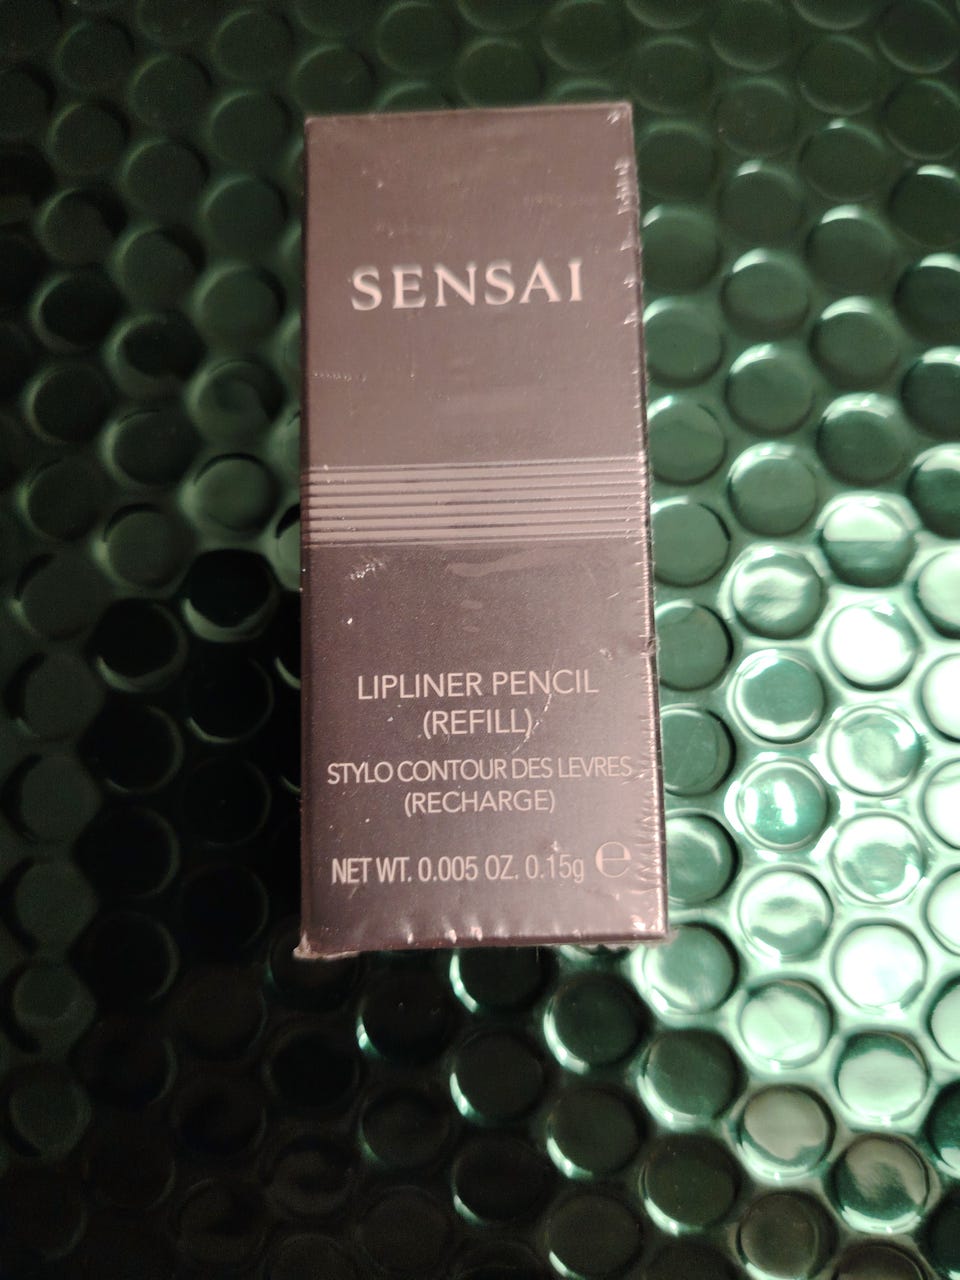 SENSAI
LIPLINER PENCIL
(REFILL)
STYLO CONTOUR DES LEVRES
(RECHARGE)
NET WT. 0.005 OZ. 0.15g ℮